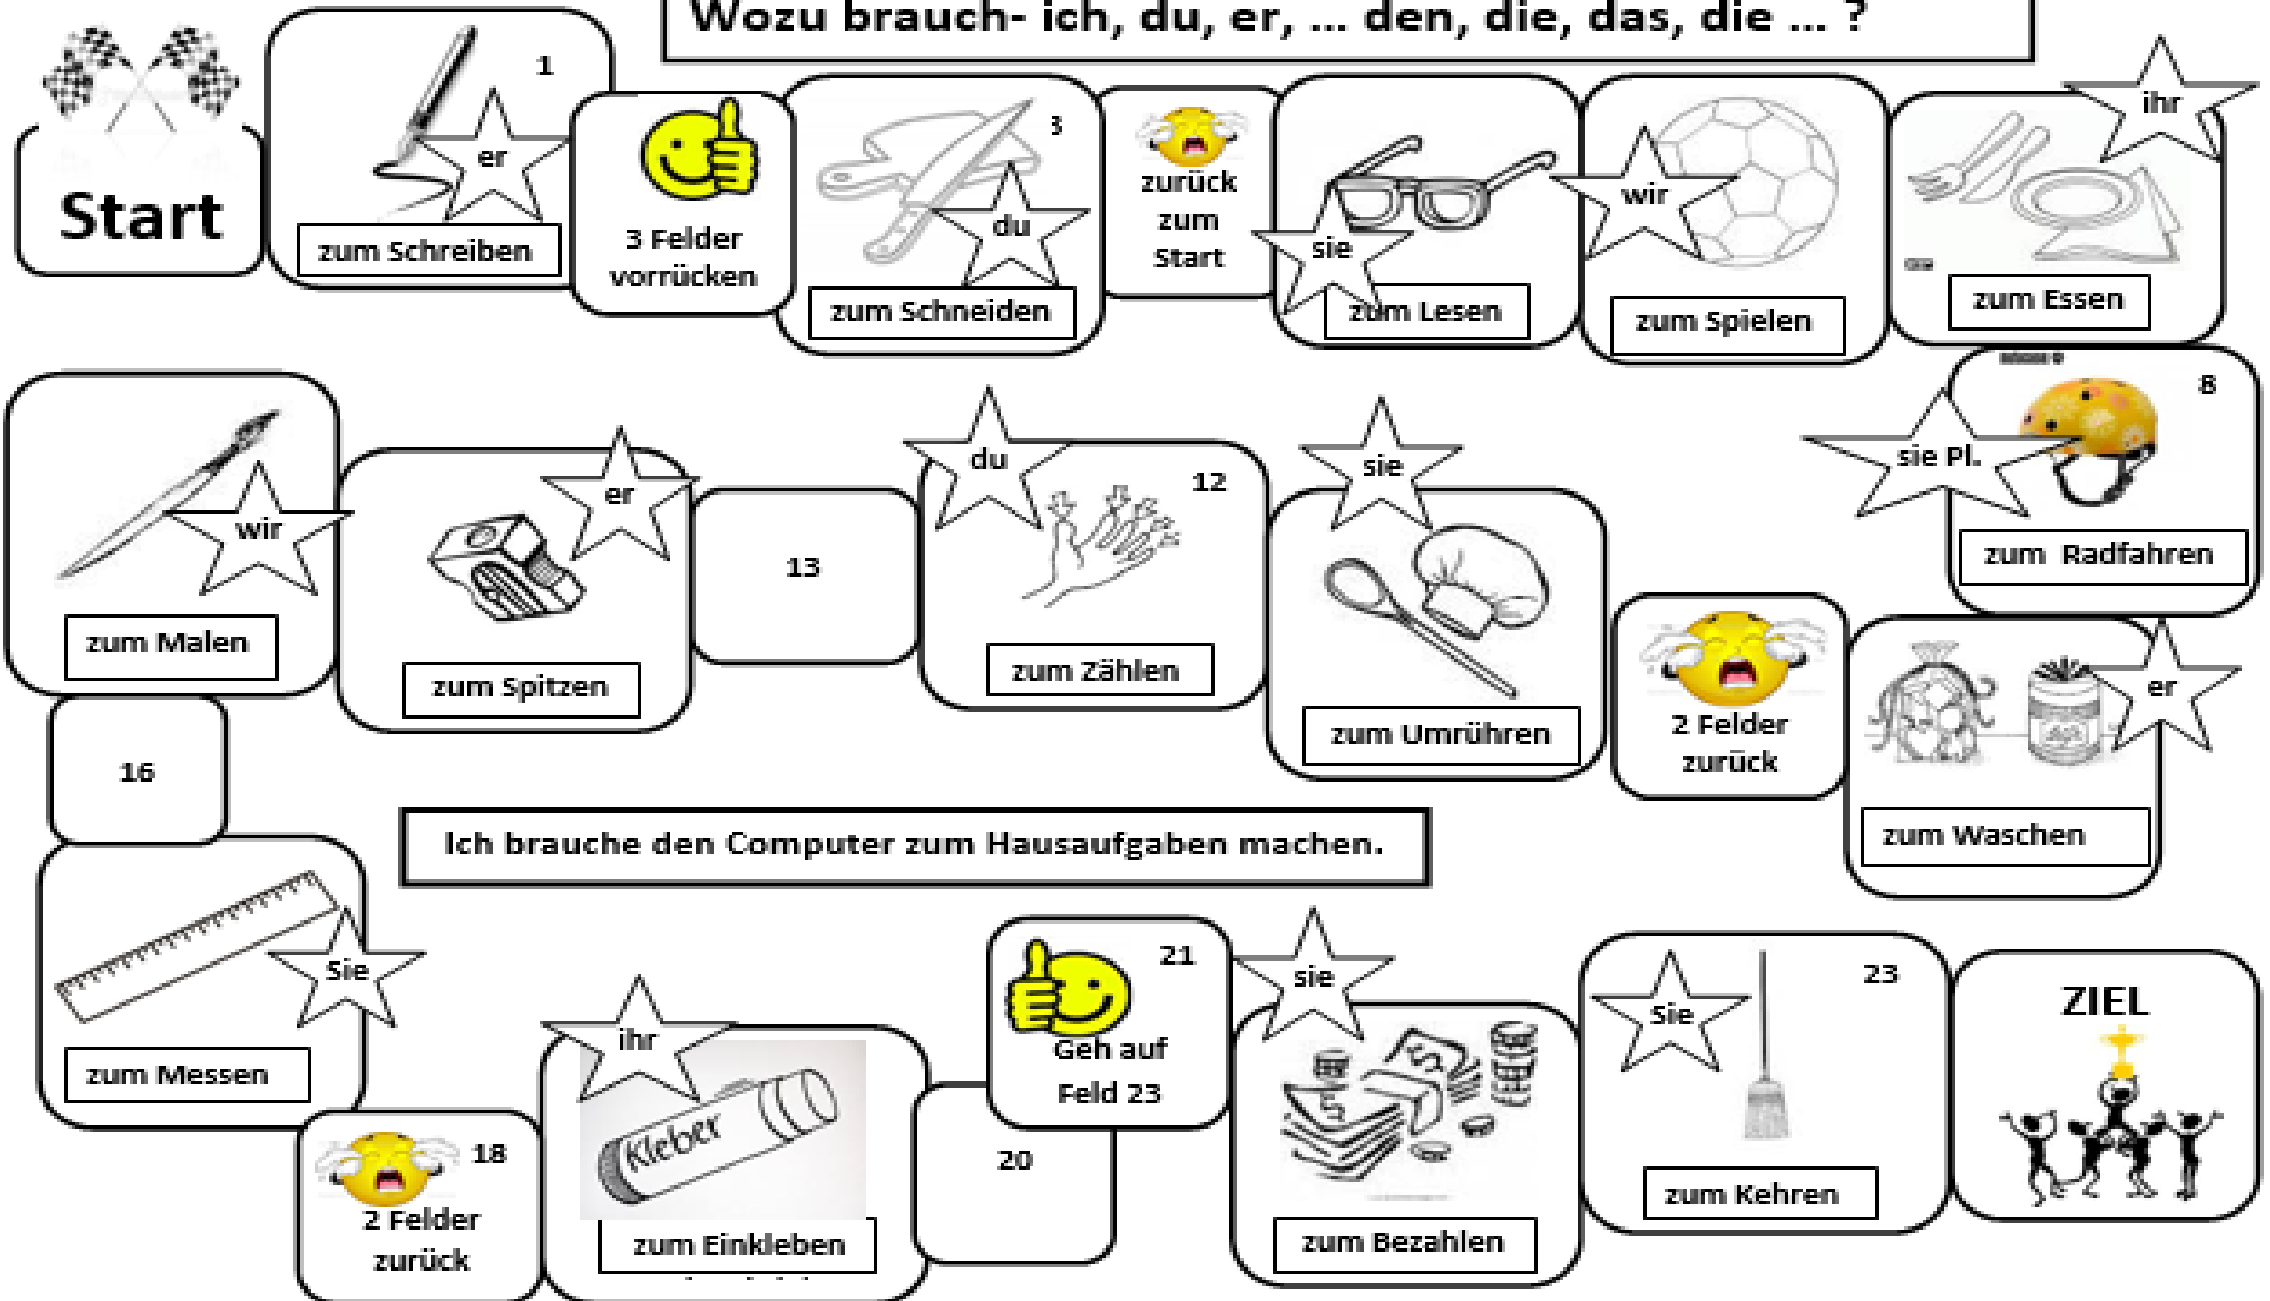 Wozu brauch- ich, du, er, ... den, die, das, die ... ?
Start
1
er
zum Schreiben
3 Felder
vorrücken
3
du
zum Schneiden
zurück
zum
Start
sie
zum Lesen
wir
zum Spielen
ihr
zum Essen
8
sie Pl.
zum Radfahren
er
zum Waschen
2 Felder
zurück
sie
zum Umrühren
du
12
zum Zählen
13
er
zum Spitzen
wir
zum Malen
16
Ich brauche den Computer zum Hausaufgaben machen.
Sie
zum Messen
18
2 Felder
zurück
ihr
Kleber
zum Einkleben
20
21
Geh auf
Feld 23
sie
zum Bezahlen
23
Sie
zum Kehren
ZIEL